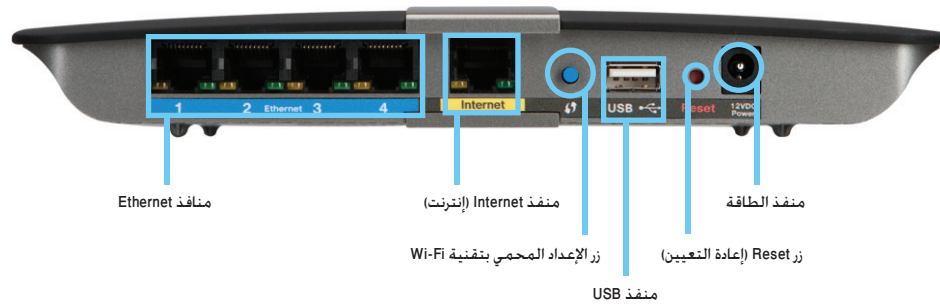 1
2
Ethernet
3
4
Internet
USB
Reset
12VDC
Power
منافذ Ethernet
منفذ Internet (إنترنت)
منفذ الطاقة
زر الإعداد المحمي بتقنية Wi-Fi
زر Reset (إعادة التعيين)
منفذ USB